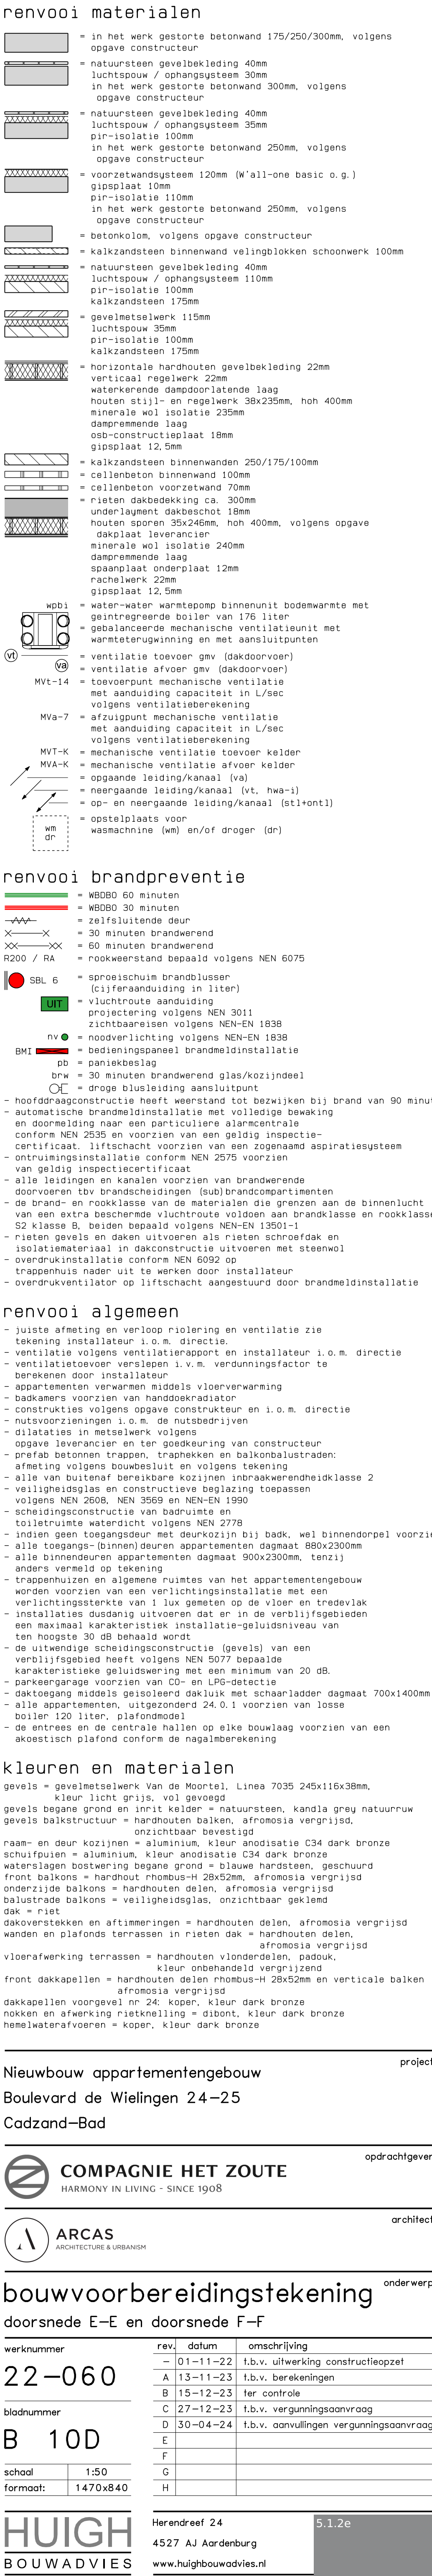 renvooi materialen
= in het werk gestorte betonwand 175/250/300mm, volgens
opgave constructeur
= natuursteen gevelbekleding 40mm
luchtspouw / ophangsysteem 30mm
in het werk gestorte betonwand 300mm, volgens
opgave constructeur
= natuursteen gevelbekleding 40mm
luchtspouw / ophangsysteem 35mm
pir-isolatie 100mm
in het werk gestorte betonwand 250mm, volgens
opgave constructeur
= voorzetwandsysteem 120mm (W'all-one basic o.g.)
gipsplaat 10mm
pir-isolatie 110mm
in het werk gestorte betonwand 250mm, volgens
opgave constructeur
= betonkolom, volgens opgave constructeur
= kalkzandsteen binnenwand velingblokken schoonwerk 100mm
= natuursteen gevelbekleding 40mm
luchtspouw / ophangsysteem 110mm
pir-isolatie 100mm
kalkzandsteen 175mm
= gevelmetselwerk 115mm
luchtspouw 35mm
pir-isolatie 100mm
kalkzandsteen 175mm
= horizontale hardhouten gevelbekleding 22mm
verticaal regelwerk 22mm
waterkerende dampdoorlatende laag
houten stijl- en regelwerk 38x235mm, hoh 400mm
minerale wol isolatie 235mm
dampremmende laag
osb-constructieplaat 18mm
gipsplaat 12,5mm
= kalkzandsteen binnenwanden 250/175/100mm
= cellenbeton binnenwand 100mm
= cellenbeton voorzetwand 70mm
= rieten dakbedekking ca. 300mm
underlayment dakbeschot 18mm
houten sporen 35x246mm, hoh 400mm, volgens opgave
dakplaat leverancier
minerale wol isolatie 240mm
dampremmende laag
spaanplaat onderplaat 12mm
rachelwerk 22mm
gipsplaat 12,5mm
wpbi = water-water warmtepomp binnenunit bodemwarmte met
geintregreerde boiler van 176 liter
= gebalanceerde mechanische ventilatieunit met
warmteterugwinning en met aansluitpunten
vt = ventilatie toevoer gmv (dakdoorvoer)
va = ventilatie afvoer gmv (dakdoorvoer)
MVt-14 = toevoerpunt mechanische ventilatie
met aanduiding capaciteit in L/sec
volgens ventilatieberekening
MVa-7 = afzuigpunt mechanische ventilatie
met aanduiding capaciteit in L/sec
volgens ventilatieberekening
MVT-K = mechanische ventilatie toevoer kelder
MVA-K = mechanische ventilatie afvoer kelder
= opgaande leiding/kanaal (va)
= neergaande leiding/kanaal (vt, hwa-i)
= op- en neergaande leiding/kanaal (stl+ontl)
= opstelplaats voor
wm wasmachine (wm) en/of droger (dr)
dr
renvooi brandpreventie
= WBDBO 60 minuten
= WBDBO 30 minuten
= zelfsluitende deur
= 30 minuten brandwerend
= 60 minuten brandwerend
R200 / RA = rookweerstand bepaald volgens NEN 6075
SBL 6 = sproeischuim brandblusser
(cijferaanduiding in liter)
UIT = vluchtroute aanduiding
projectering volgens NEN 3011
zichtbaareisen volgens NEN-EN 1838
nv = noodverlichting volgens NEN-EN 1838
BMI = bedieningspaneel brandmeldinstallatie
pb = paniekbeslag
brw = 30 minuten brandwerend glas/kozijndeel
= droge blusleiding aansluitpunt
- hoofddraagconstructie heeft weerstand tot bezwijken bij brand van 90 minut
- automatische brandmeldinstallatie met volledige bewaking
en doormelding naar een particuliere alarmcentrale
conform NEN 2535 en voorzien van een geldig inspectie-
certificaat. liftschacht voorzien van een zogenaamd aspiratiesysteem
- ontruimingsinstallatie conform NEN 2575 voorzien
van geldig inspectiecertificaat
- alle leidingen en kanalen voorzien van brandwerende
doorvoeren tbv brandscheidingen (sub)brandcompartimenten
- de brand- en rookklasse van de materialen die grenzen aan de binnenlucht
van een extra beschermde vluchtroute voldoen aan brandklasse en rookklasse
S2 klasse B, beiden bepaald volgens NEN-EN 13501-1
- rieten gevels en daken uitvoeren als rieten schroefdak en
isolatiemateriaal in dakconstructie uitvoeren met steenwol
- overdrukinstallatie conform NEN 6092 op
trappenhuis nader uit te werken door installateur
- overdrukventilator op liftschacht aangestuurd door brandmeldinstallatie
renvooi algemeen
- juiste afmeting en verloop riolering en ventilatie zie
tekening installateur i.o.m. directie.
- ventilatie volgens ventilatierapport en installateur i.o.m. directie
- ventilatietoevoer verslepen i.v.m. verdunningsfactor te
berekenen door installateur
- appartementen verwarmen middels vloerverwarming
- badkamers voorzien van handdoekradiator
- construkties volgens opgave construkteur en i.o.m. directie
- nutsvoorzieningen i.o.m. de nutsbedrijven
- dilataties in metselwerk volgens
opgave leverancier en ter goedkeuring van constructeur
- prefab betonnen trappen, traphekken en balkonbalustraden:
afmeting volgens bouwbesluit en volgens tekening
- alle van buitenaf bereikbare kozijnen inbraakwerendheidklasse 2
- veiligheidsglas en constructieve beglazing toepassen
volgens NEN 2608, NEN 3569 en NEN-EN 1990
- scheidingsconstructie van badruimte en
toiletruimte waterdicht volgens NEN 2778
- indien geen toegangsdeur met deurkozijn bij badk, wel binnendorpel voorzie
- alle toegangs-(binnen)deuren appartementen dagmaat 880x2300mm
- alle binnendeuren appartementen dagmaat 900x2300mm, tenzij
anders vermeld op tekening
- trappenhuizen en algemene ruimtes van het appartementengebouw
worden voorzien van een verlichtingsinstallatie met een
verlichtingssterkte van 1 lux gemeten op de vloer en tredevlak
- installaties dusdanig uitvoeren dat er in de verblijfsgebieden
een maximaal karakteristiek installatie-geluidsniveau van
ten hoogste 30 dB behaald wordt
- de uitwendige scheidingsconstructie (gevels) van een
verblijfsgebied heeft volgens NEN 5077 bepaalde
karakteristieke geluidswering met een minimum van 20 dB.
- parkeergarage voorzien van CO- en LPG-detectie
- daktoegang middels geisoleerd dakluik met schaarladder dagmaat 700x1400mm
- alle appartementen, uitgezonderd 24.0.1 voorzien van losse
boiler 120 liter, plafondmodel
- de entrees en de centrale hallen op elke bouwlaag voorzien van een
akoestisch plafond conform de nagalmberekening
kleuren en materialen
gevels = gevelmetselwerk Van de Moortel, Linea 7035 245x116x38mm,
kleur licht grijs, vol gevoegd
gevels begane grond en inrit kelder = natuursteen, kandla grey natuurruw
gevels balkstructuur = hardhouten balken, afromosia vergrijsd,
onzichtbaar bevestigd
raam- en deur kozijnen = aluminium, kleur anodisatie C34 dark bronze
schuifpuien = aluminium, kleur anodisatie C34 dark bronze
waterslagen bostwering begane grond = blauwe hardsteen, geschuurd
front balkons = hardhout rhombus-H 28x52mm, afromosia vergrijsd
onderzijde balkons = hardhouten delen, afromosia vergrijsd
balustrade balkons = veiligheidsglas, onzichtbaar geklemd
dak = riet
dakoverstekken en aftimmeringen = hardhouten delen, afromosia vergrijsd
wanden en plafonds terrassen in rieten dak = hardhouten delen,
afromosia vergrijsd
vloerafwerking terrassen = hardhouten vlonderdelen, padouk,
kleur onbehandeld vergrijzend
front dakkapellen = hardhouten delen rhombus-H 28x52mm en verticale balken
afromosia vergrijsd
dakkapellen voorgevel nr 24: koper, kleur dark bronze
nokken en afwerking rietknelling = dibont, kleur dark bronze
hemelwaterafvoeren = koper, kleur dark bronze
project
Nieuwbouw appartementengebouw
Boulevard de Wielingen 24-25
Cadzand-Bad
opdrachtgever
COMPAGNIE HET ZOUTE
HARMONY IN LIVING - SINCE 1908
architect
ARCAS
ARCHITECTURE & URBANISM
onderwerp
bouwvoorbereidingstekening
doorsnede E-E en doorsnede F-F
werknummer
22-060
bladnummer
B 10D
schaal 1:50
formaat: 1470x840
rev. datum omschrijving
- 01-11-22 t.b.v. uitwerking constructieopzet
A 13-11-23 t.b.v. berekeningen
B 15-12-23 ter controle
C 27-12-23 t.b.v. vergunningsaanvraag
D 30-04-24 t.b.v. aanvullingen vergunningsaanvraag
E
F
G
H
HUIGH
BOUWADVIES
Herendreef 24
4527 AJ Aardenburg
www.huighbouwadvies.nl
5.1.2e